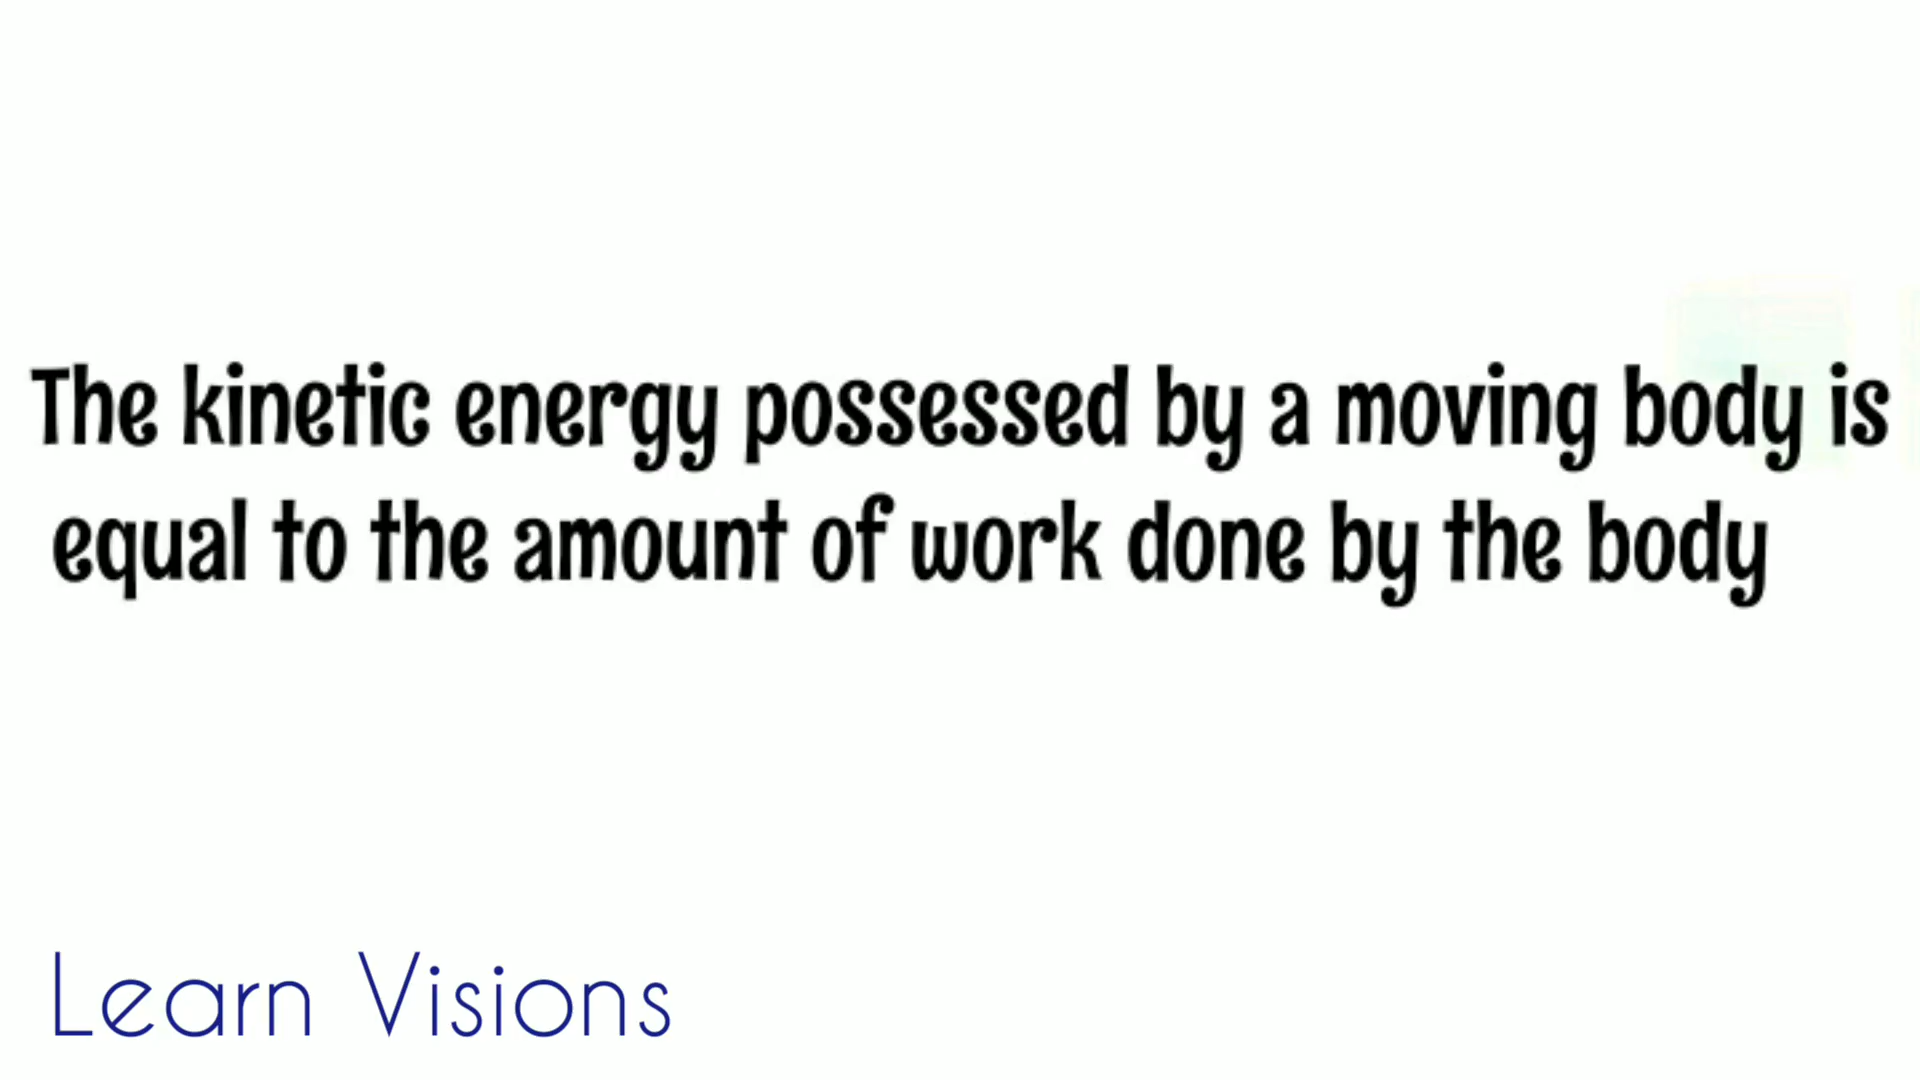 The kinetic energy possessed by a moving body is
equal to the amount of work done by the body
Learn Visions